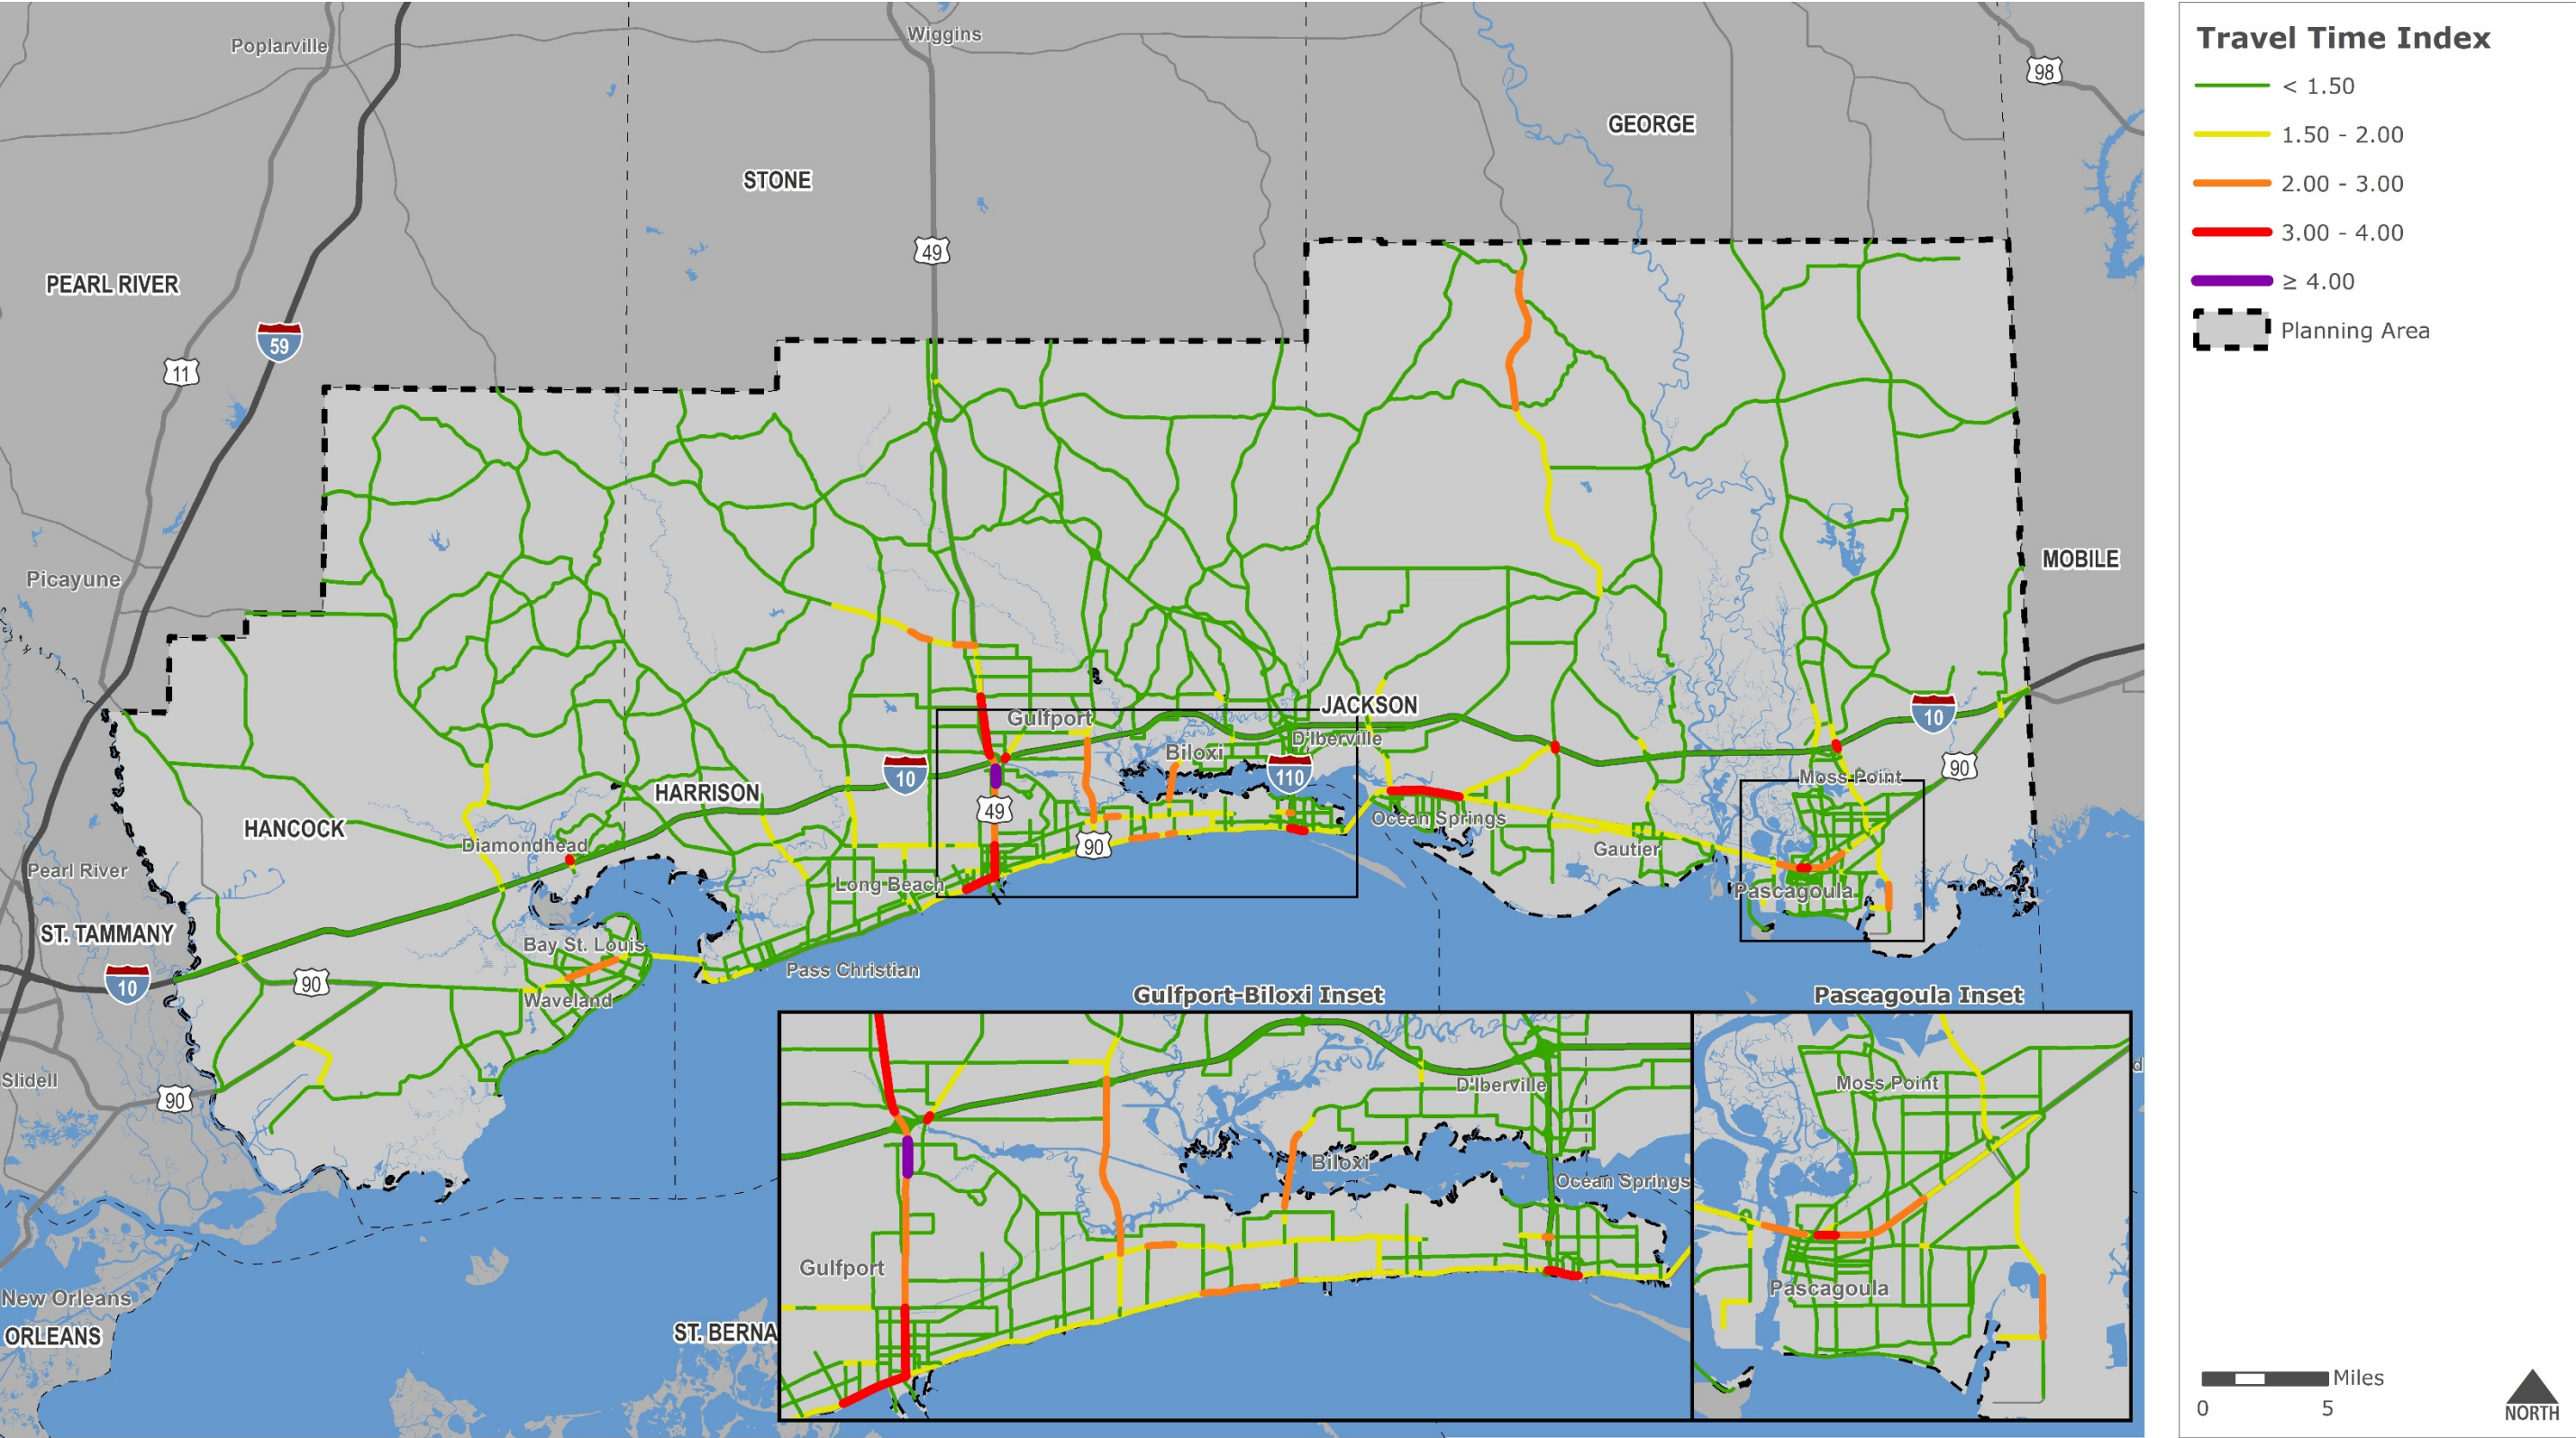 Poplarville
Wiggins
98
GEORGE
STONE
49
PEARL RIVER
59
11
MOBILE
Picayune
JACKSON
10
Gulfport
D'Iberville
Biloxi
110
10
90
Moss Point
HARRISON
49
Ocean Springs
HANCOCK
Diamondhead
90
Gautier
Pearl River
Long Beach
Pascagoula
ST. TAMMANY
Bay St. Louis
Pass Christian
10
90
Waveland
Slidell
90
New Orleans
ORLEANS
ST. BERNA
Gulfport-Biloxi Inset
D'Iberville
Biloxi
Ocean Springs
Gulfport
Pascagoula Inset
Moss Point
Pascagoula
d
Travel Time Index
< 1.50
1.50 - 2.00
2.00 - 3.00
3.00 - 4.00
≥ 4.00
Planning Area
Miles
0 5
NORTH